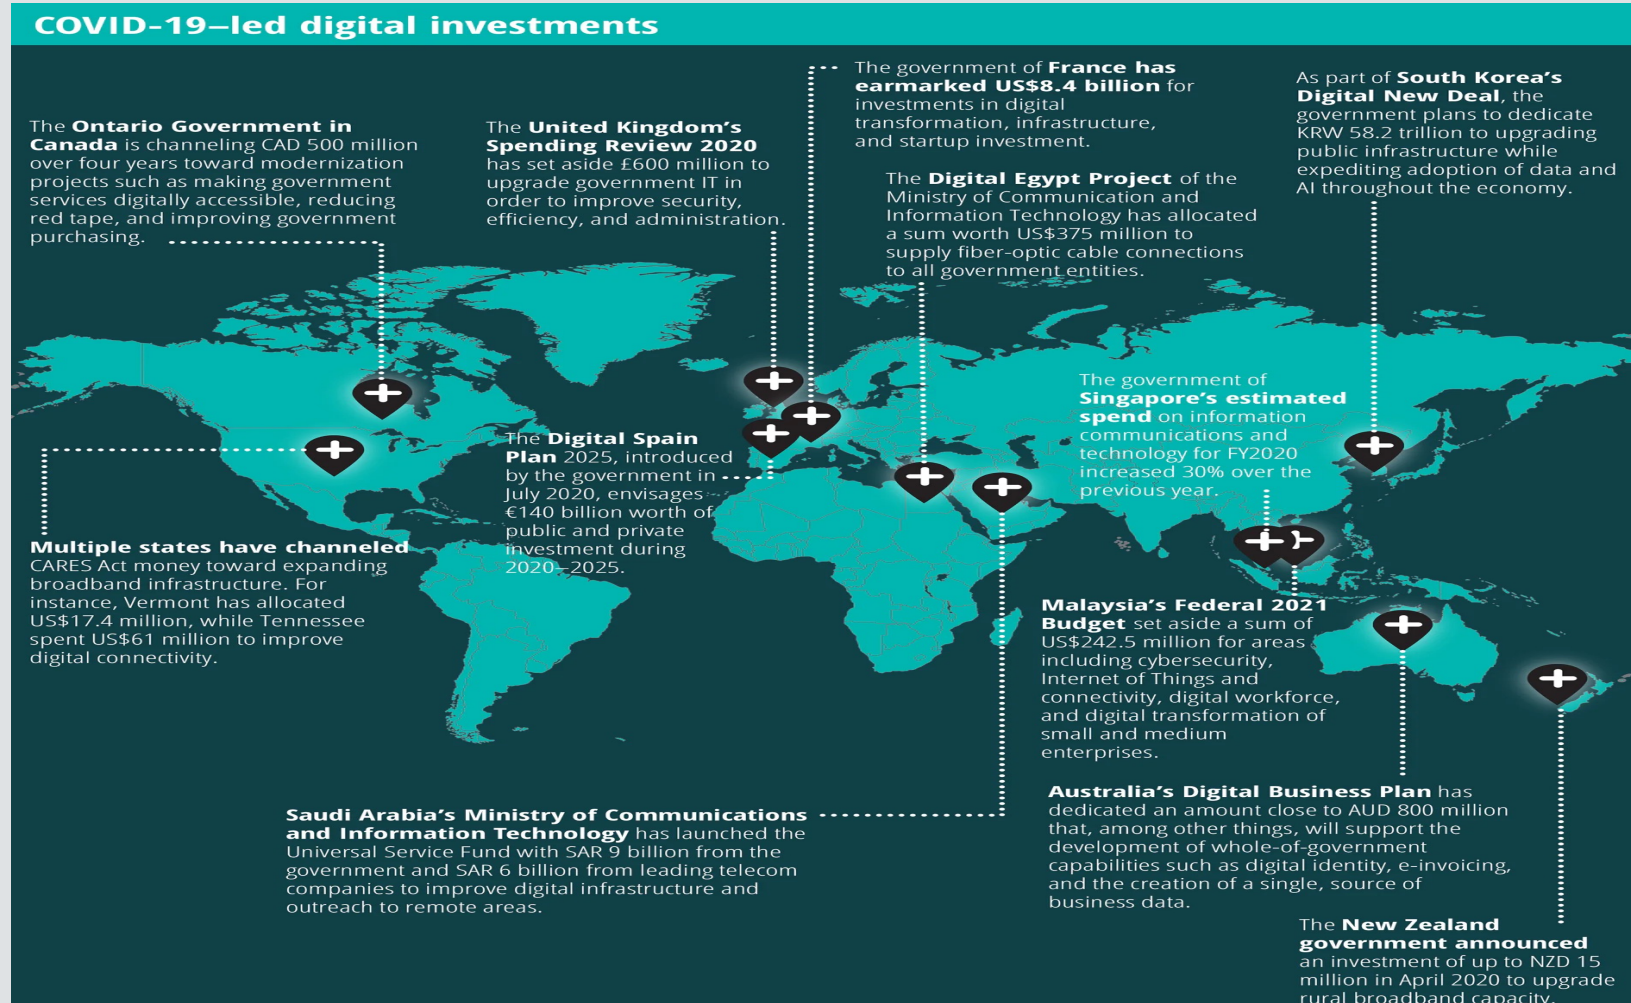 COVID-19–led digital investments
The Ontario Government in
Canada is channeling CAD 500 million
over four years toward modernization
projects such as making government
services digitally accessible, reducing
red tape, and improving government
purchasing.
The United Kingdom's
Spending Review 2020
has set aside £600 million to
upgrade government IT in
order to improve security,
efficiency, and administration.
The government of France has
earmarked US$8.4 billion for
investments in digital
transformation, infrastructure,
and startup investment.
The Digital Egypt Project of the
Ministry of Communication and
Information Technology has allocated
a sum worth US$375 million to
supply fiber-optic cable connections
to all government entities.
As part of South Korea's
Digital New Deal, the
government plans to dedicate
KRW 58.2 trillion to upgrading
public infrastructure while
expediting adoption of data and
AI throughout the economy.
The government of
Singapore's estimated
spend on information
communications and
technology for FY2020
increased 30% over the
previous year.
The Digital Spain
Plan 2025, introduced
by the government in
July 2020, envisages
€140 billion worth of
public and private
investment during
2020–2025.
Multiple states have channeled
CARES Act money toward expanding
broadband infrastructure. For
instance, Vermont has allocated
US$17.4 million, while Tennessee
spent US$61 million to improve
digital connectivity.
Malaysia's Federal 2021
Budget set aside a sum of
US$242.5 million for areas
including cybersecurity,
Internet of Things and
connectivity, digital workforce,
and digital transformation of
small and medium
enterprises.
Saudi Arabia's Ministry of Communications
and Information Technology has launched the
Universal Service Fund with SAR 9 billion from the
government and SAR 6 billion from leading telecom
companies to improve digital infrastructure and
outreach to remote areas.
Australia's Digital Business Plan has
dedicated an amount close to AUD 800 million
that, among other things, will support the
development of whole-of-government
capabilities such as digital identity, e-invoicing,
and the creation of a single, source of
business data.
The New Zealand
government announced
an investment of up to NZD 15
million in April 2020 to upgrade
rural broadband capacity.